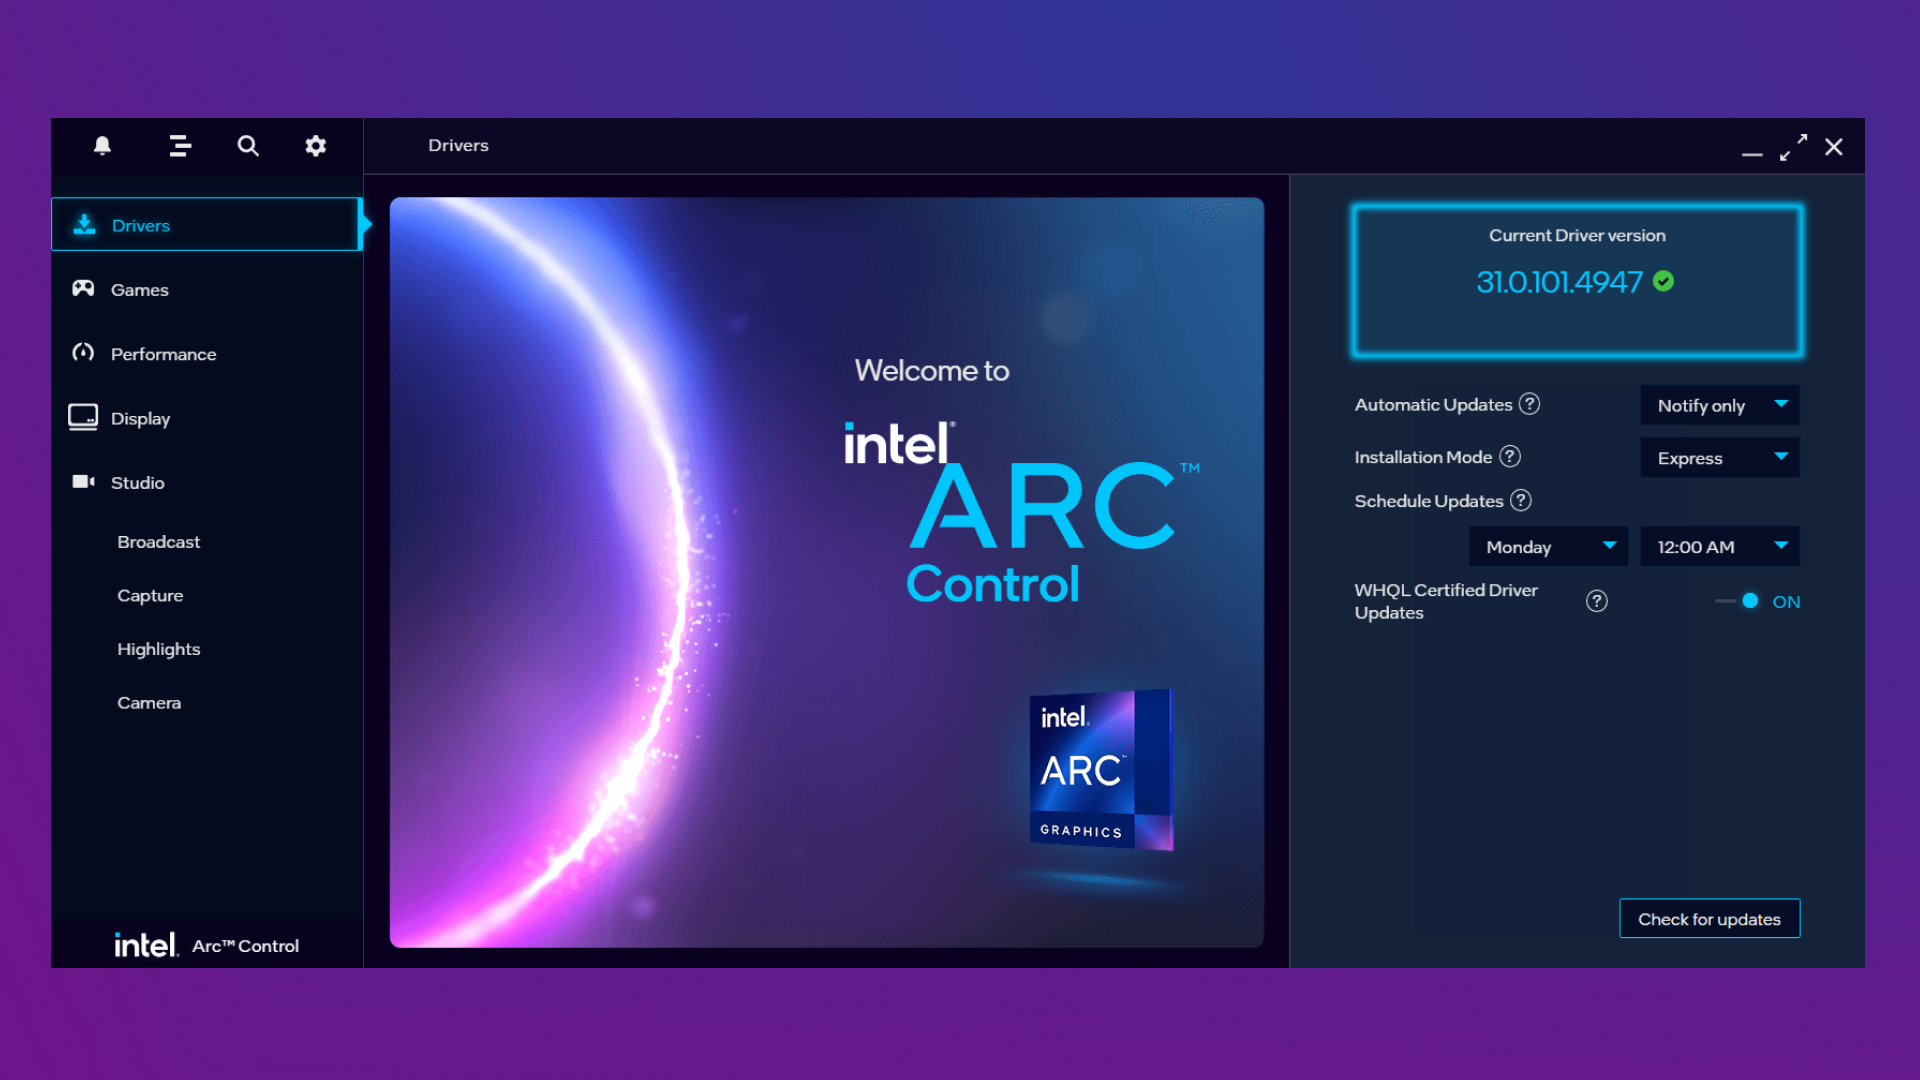 Drivers
Drivers
Games
Performance
Display
Studio
Broadcast
Capture
Highlights
Camera
intel. Arc™ Control
Welcome to
intel®
ARC™
Control
intel.
ARC™
GRAPHICS
Current Driver version
31.0.101.4947
Automatic Updates ? Notify only
Installation Mode ? Express
Schedule Updates ?
Monday 12:00 AM
WHQL Certified Driver
Updates ? ON
Check for updates